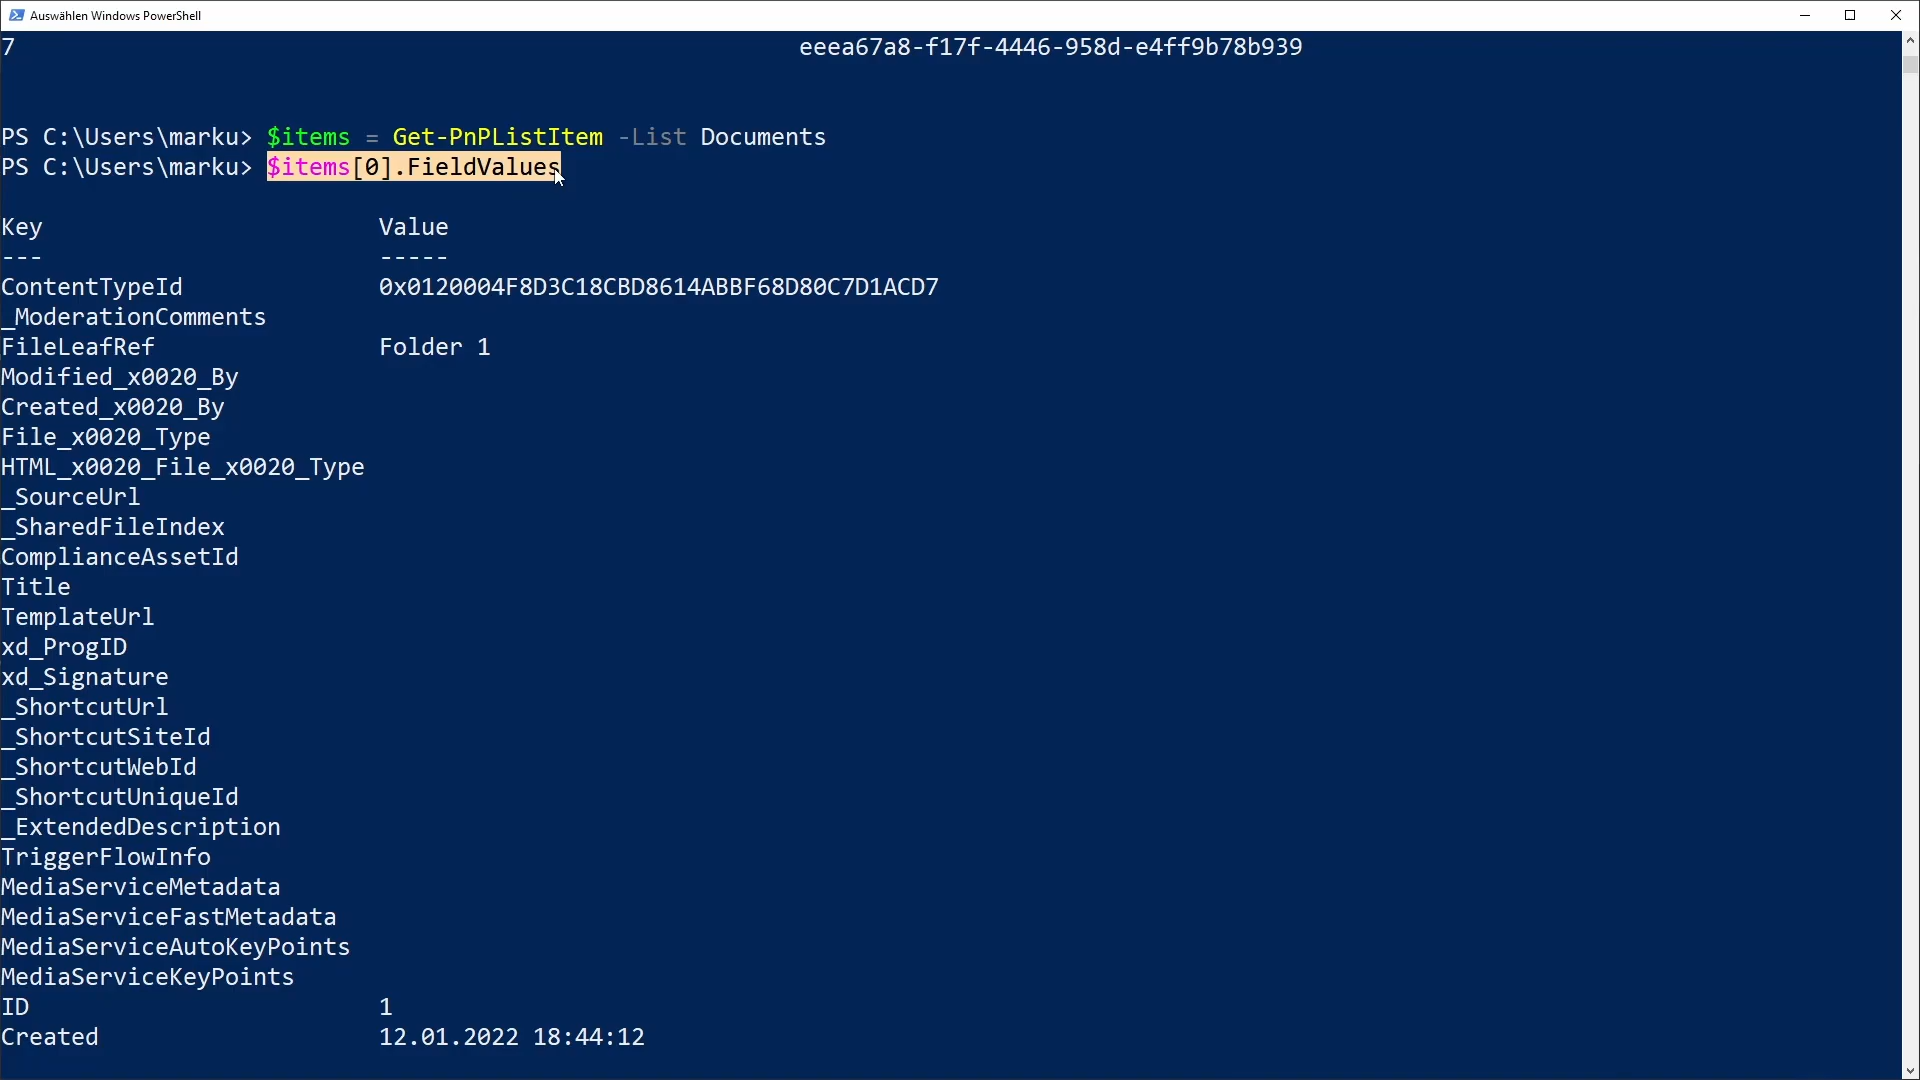 Auswählen Windows PowerShell
7 eeea67a8-f17f-4446-958d-e4ff9b78b939
PS C:\Users\marku> $items = Get-PnPListItem -List Documents
PS C:\Users\marku> $items[0].FieldValues
Key Value
--- -----
ContentTypeId 0x0120004F8D3C18CBD8614ABBF68D80C7D1ACD7
_ModerationComments
FileLeafRef Folder 1
Modified_x0020_By
Created_x0020_By
File_x0020_Type
HTML_x0020_File_x0020_Type
_SourceUrl
_SharedFileIndex
ComplianceAssetId
Title
TemplateUrl
xd_ProgID
xd_Signature
_ShortcutUrl
_ShortcutSiteId
_ShortcutWebId
_ShortcutUniqueId
_ExtendedDescription
TriggerFlowInfo
MediaServiceMetadata
MediaServiceFastMetadata
MediaServiceAutoKeyPoints
MediaServiceKeyPoints
ID 1
Created 12.01.2022 18:44:12